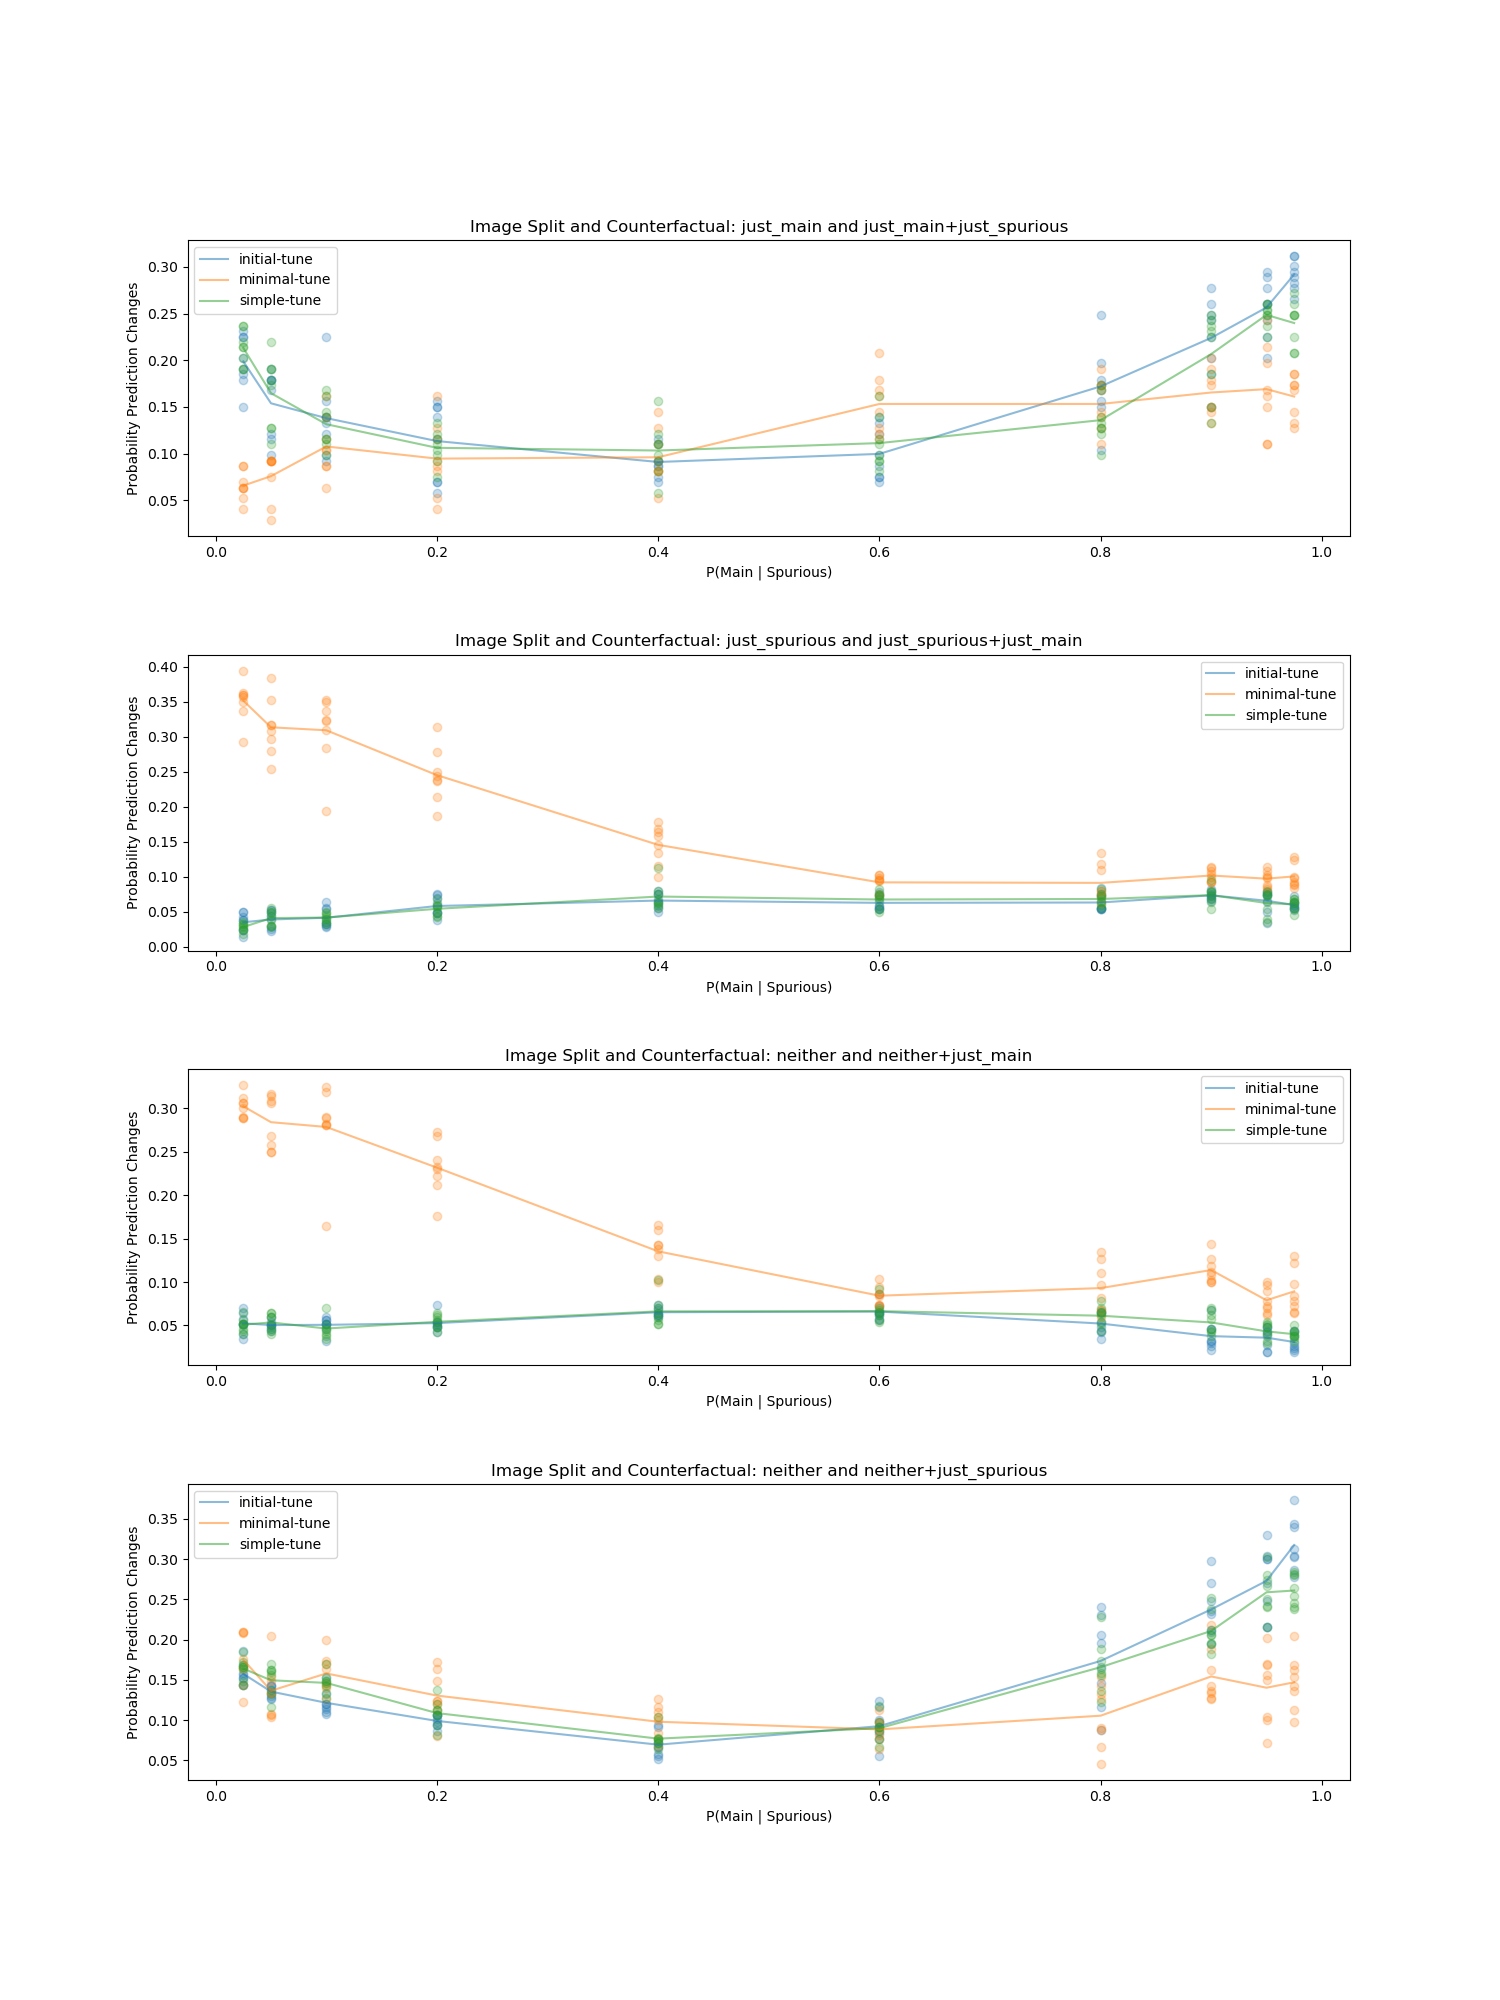 Image Split and Counterfactual: just_main and just_main+just_spurious
initial-tune
minimal-tune
simple-tune
Probability Prediction Changes
0.30
0.25
0.20
0.15
0.10
0.05
0.0 0.2 0.4 0.6 0.8 1.0
P(Main | Spurious)
Image Split and Counterfactual: just_spurious and just_spurious+just_main
initial-tune
minimal-tune
simple-tune
Probability Prediction Changes
0.40
0.35
0.30
0.25
0.20
0.15
0.10
0.05
0.00
0.0 0.2 0.4 0.6 0.8 1.0
P(Main | Spurious)
Image Split and Counterfactual: neither and neither+just_main
initial-tune
minimal-tune
simple-tune
Probability Prediction Changes
0.30
0.25
0.20
0.15
0.10
0.05
0.0 0.2 0.4 0.6 0.8 1.0
P(Main | Spurious)
Image Split and Counterfactual: neither and neither+just_spurious
initial-tune
minimal-tune
simple-tune
Probability Prediction Changes
0.35
0.30
0.25
0.20
0.15
0.10
0.05
0.0 0.2 0.4 0.6 0.8 1.0
P(Main | Spurious)